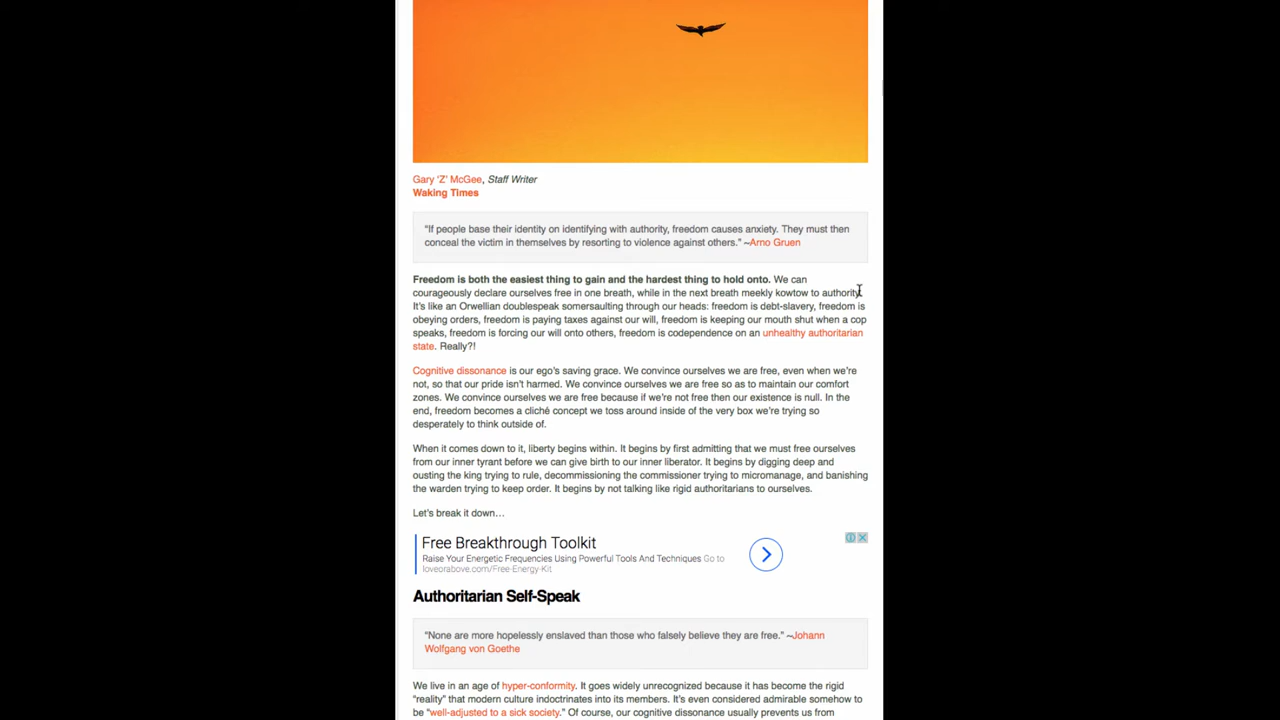 Gary 'Z' McGee, Staff Writer
Waking Times
"If people base their identity on identifying with authority, freedom causes anxiety. They must then
conceal the victim in themselves by resorting to violence against others." ~Arno Gruen
Freedom is both the easiest thing to gain and the hardest thing to hold onto. We can
courageously declare ourselves free in one breath, while in the next breath meekly kowtow to authority.
It's like an Orwellian doublespeak somersaulting through our heads: freedom is debt-slavery, freedom is
obeying orders, freedom is paying taxes against our will, freedom is keeping our mouth shut when a cop
speaks, freedom is forcing our will onto others, freedom is codependence on an unhealthy authoritarian
state. Really?!
Cognitive dissonance is our ego's saving grace. We convince ourselves we are free, even when we're
not, so that our pride isn't harmed. We convince ourselves we are free so as to maintain our comfort
zones. We convince ourselves we are free because if we're not free then our existence is null. In the
end, freedom becomes a cliché concept we toss around inside of the very box we're trying so
desperately to think outside of.
When it comes down to it, liberty begins within. It begins by first admitting that we must free ourselves
from our inner tyrant before we can give birth to our inner liberator. It begins by digging deep and
ousting the king trying to rule, decommissioning the commissioner trying to micromanage, and banishing
the warden trying to keep order. It begins by not talking like rigid authoritarians to ourselves.
Let's break it down…
Free Breakthrough Toolkit
Raise Your Energetic Frequencies Using Powerful Tools And Techniques Go to
loveorabove.com/Free-Energy-Kit
Authoritarian Self-Speak
"None are more hopelessly enslaved than those who falsely believe they are free." ~Johann
Wolfgang von Goethe
We live in an age of hyper-conformity. It goes widely unrecognized because it has become the rigid
"reality" that modern culture indoctrinates into its members. It's even considered admirable somehow to
be "well-adjusted to a sick society." Of course, our cognitive dissonance usually prevents us from